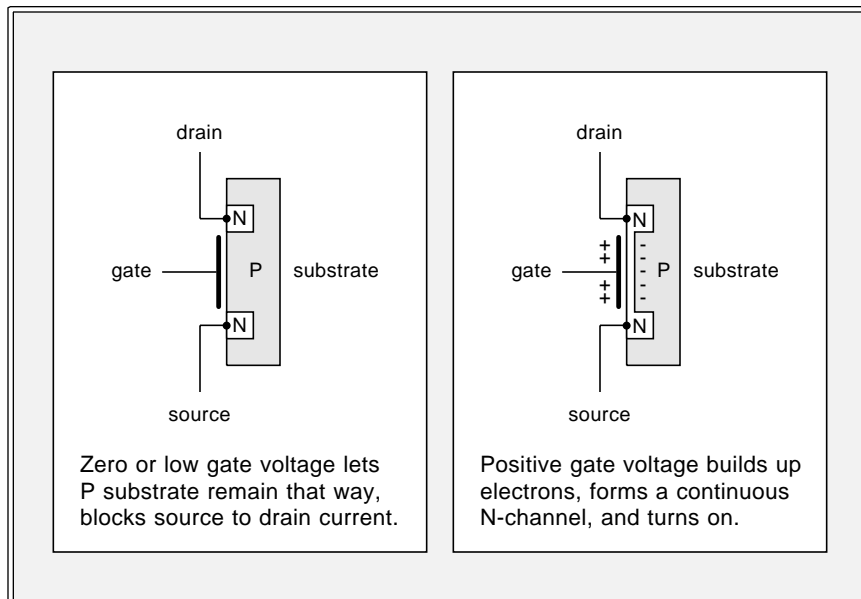 drain
N
gate
P
substrate
N
source
Zero or low gate voltage lets
P substrate remain that way,
blocks source to drain current.
drain
N
+
+
-
-
gate
-
P
substrate
+
+
-
-
N
source
Positive gate voltage builds up
electrons, forms a continuous
N-channel, and turns on.